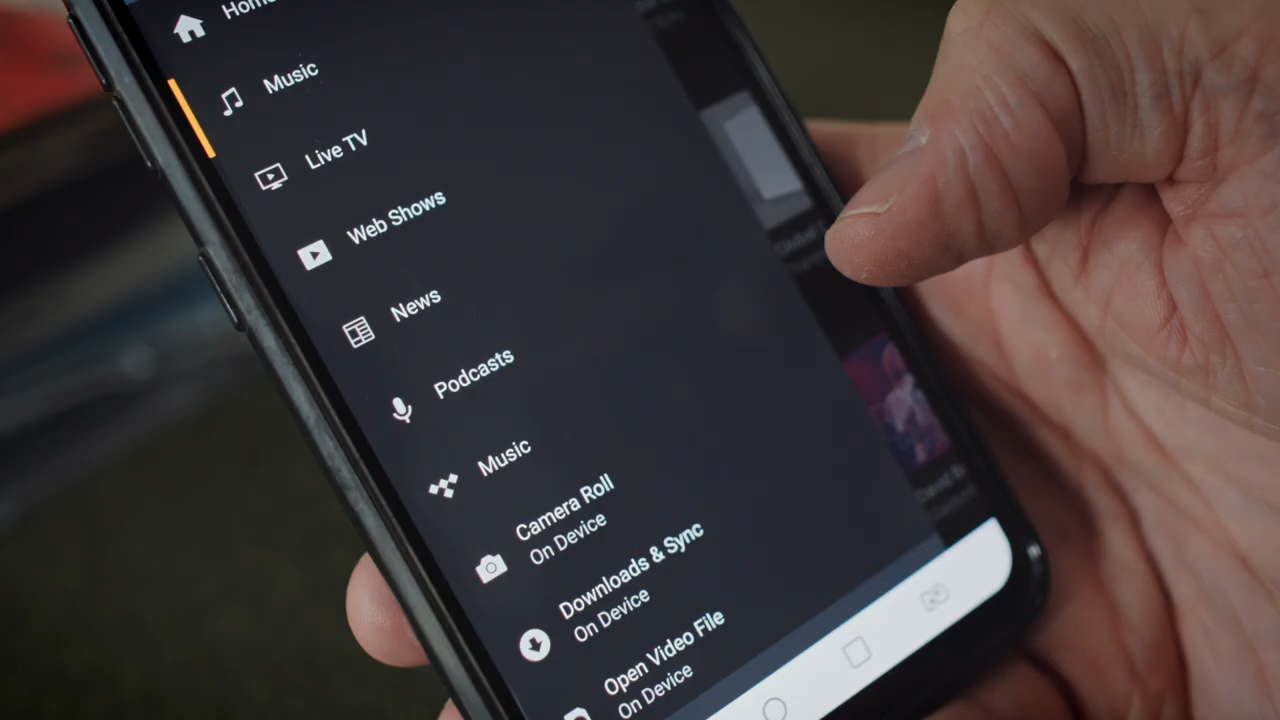 Home
Music
Live TV
Web Shows
News
Podcasts
Music
Camera Roll
On Device
Downloads & Sync
On Device
Open Video File
On Device